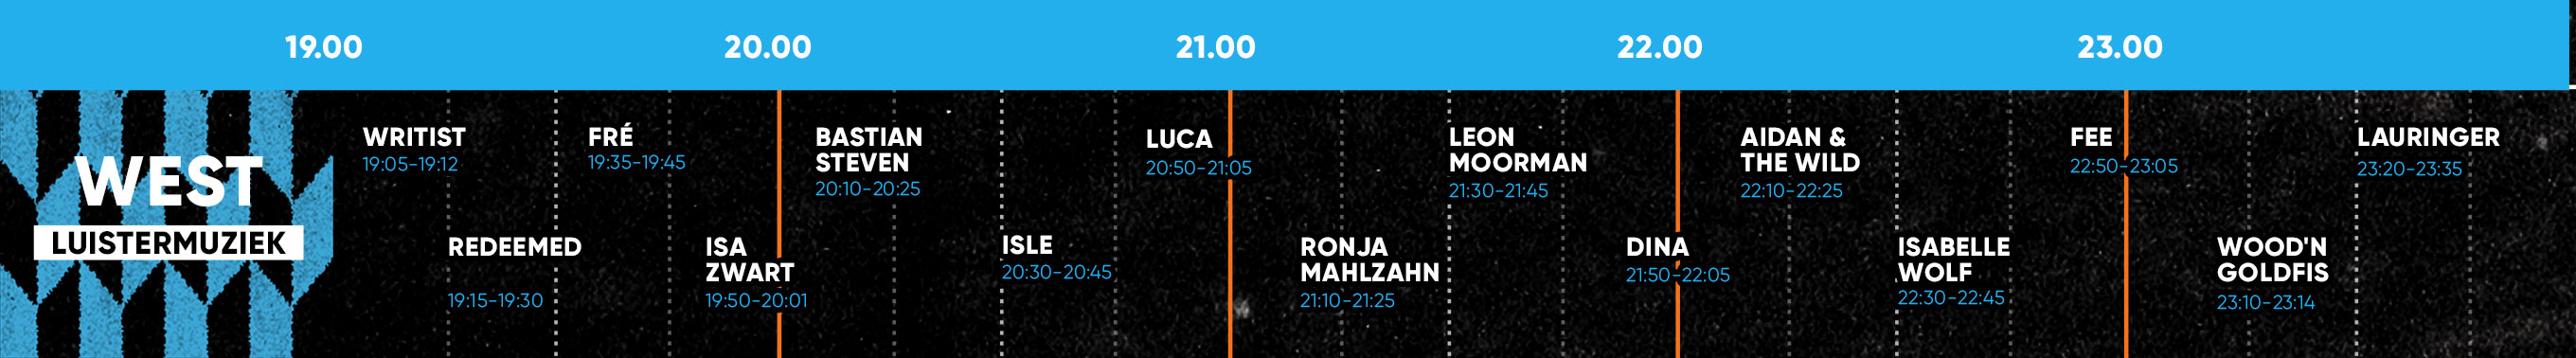 19.00
20.00
21.00
22.00
23.00
WEST
LUISTERMUZIEK
WRITIST
19:05-19:12
REDEEMED
19:15-19:30
FRÉ
19:35-19:45
ISA
ZWART
19:50-20:01
BASTIAN
STEVEN
20:10-20:25
ISLE
20:30-20:45
LUCA
20:50-21:05
RONJA
MAHLZAHN
21:10-21:25
LEON
MOORMAN
21:30-21:45
DINA
21:50-22:05
AIDAN &
THE WILD
22:10-22:25
ISABELLE
WOLF
22:30-22:45
FEE
22:50-23:05
WOOD'N
GOLDFIS
23:10-23:14
LAURINGER
23:20-23:35